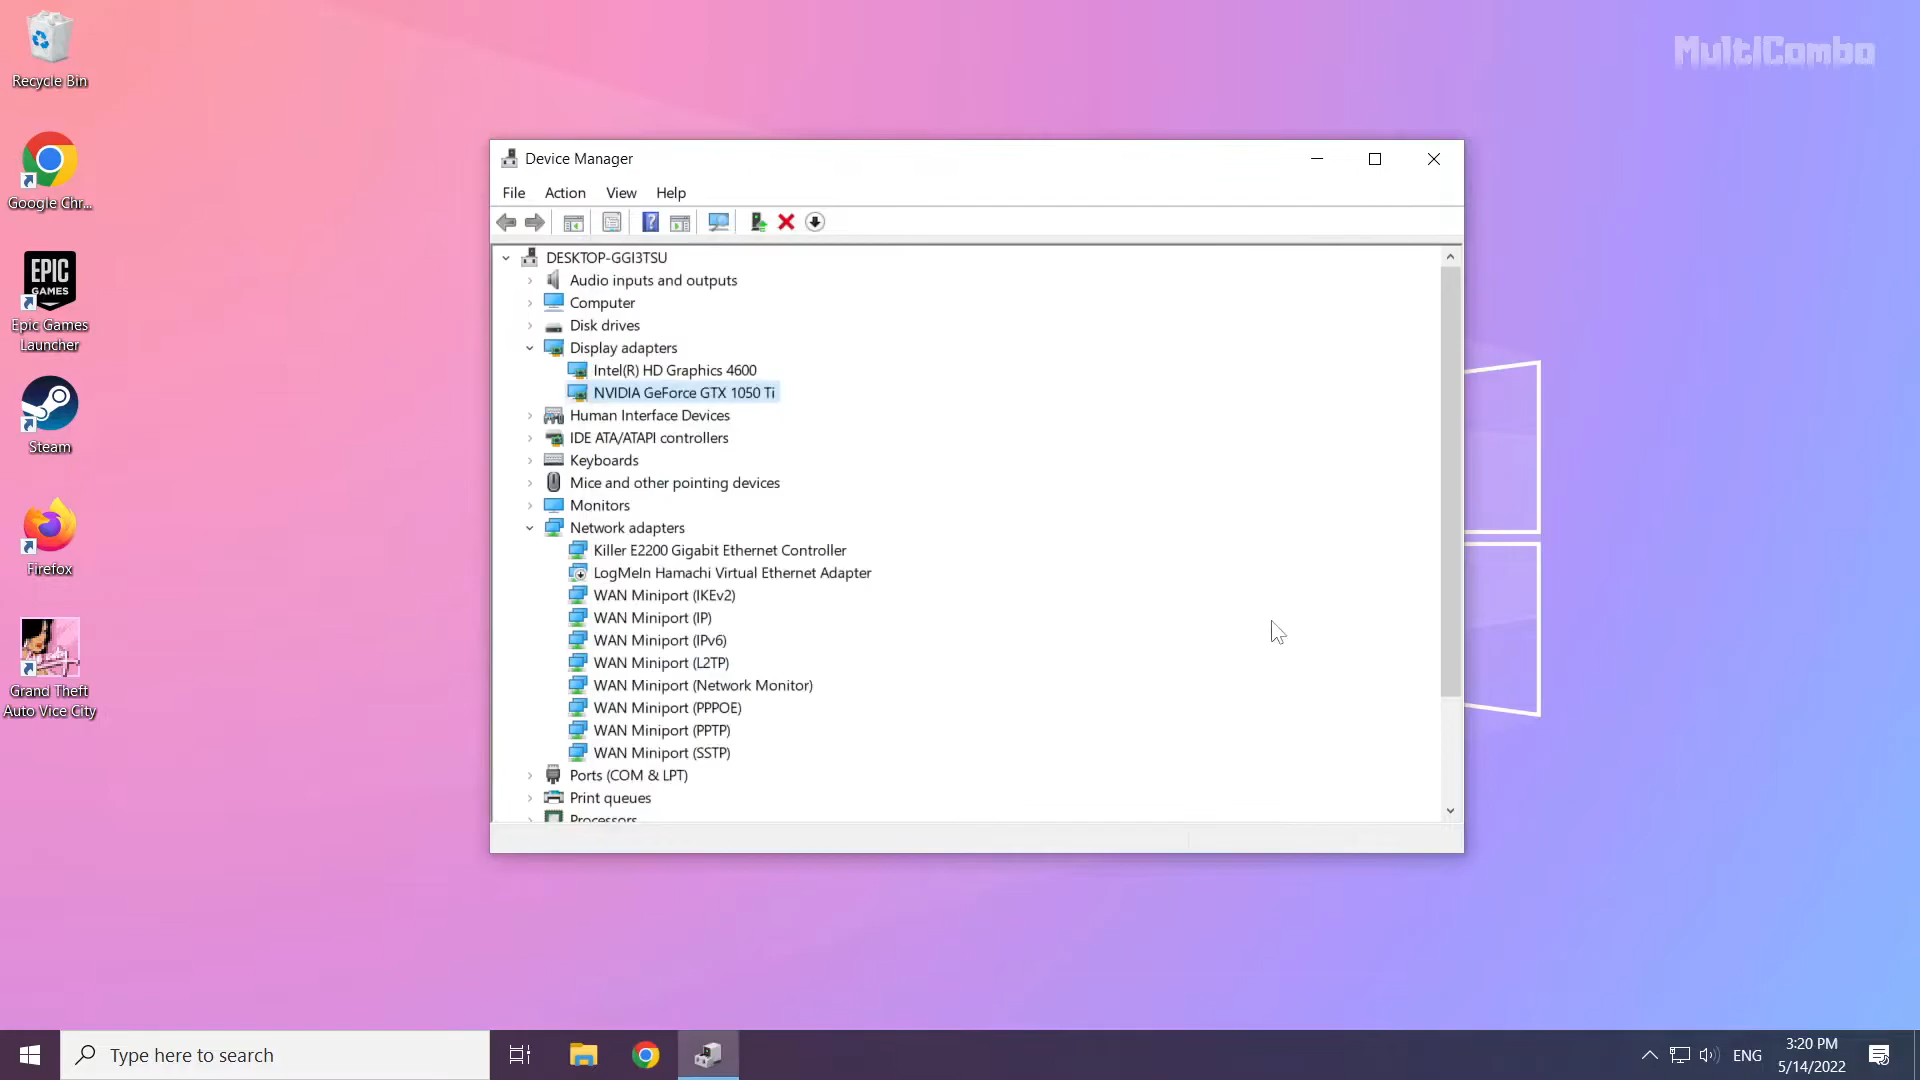 Recycle Bin
Google Chr...
EPIC
GAMES
Epic Games
Launcher
Steam
Firefox
Grand Theft
Auto Vice City
MultiCombo
Device Manager
File Action View Help
DESKTOP-GGI3TSU
Audio inputs and outputs
Computer
Disk drives
Display adapters
Intel(R) HD Graphics 4600
NVIDIA GeForce GTX 1050 Ti
Human Interface Devices
IDE ATA/ATAPI controllers
Keyboards
Mice and other pointing devices
Monitors
Network adapters
Killer E2200 Gigabit Ethernet Controller
LogMeIn Hamachi Virtual Ethernet Adapter
WAN Miniport (IKEv2)
WAN Miniport (IP)
WAN Miniport (IPv6)
WAN Miniport (L2TP)
WAN Miniport (Network Monitor)
WAN Miniport (PPPOE)
WAN Miniport (PPTP)
WAN Miniport (SSTP)
Ports (COM & LPT)
Print queues
Processors
Type here to search
ENG
3:20 PM
5/14/2022